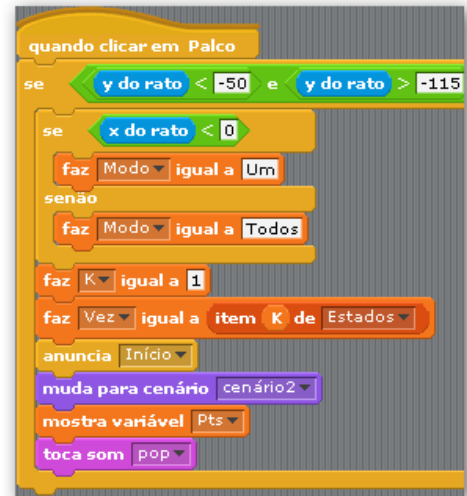 quando clicar em Palco
se y do rato < -50 e y do rato > -115
se x do rato < 0
faz Modo igual a Um
senão
faz Modo igual a Todos
faz K igual a 1
faz Vez igual a item K de Estados
anuncia Início
muda para cenário cenário2
mostra variável Pts
toca som pop